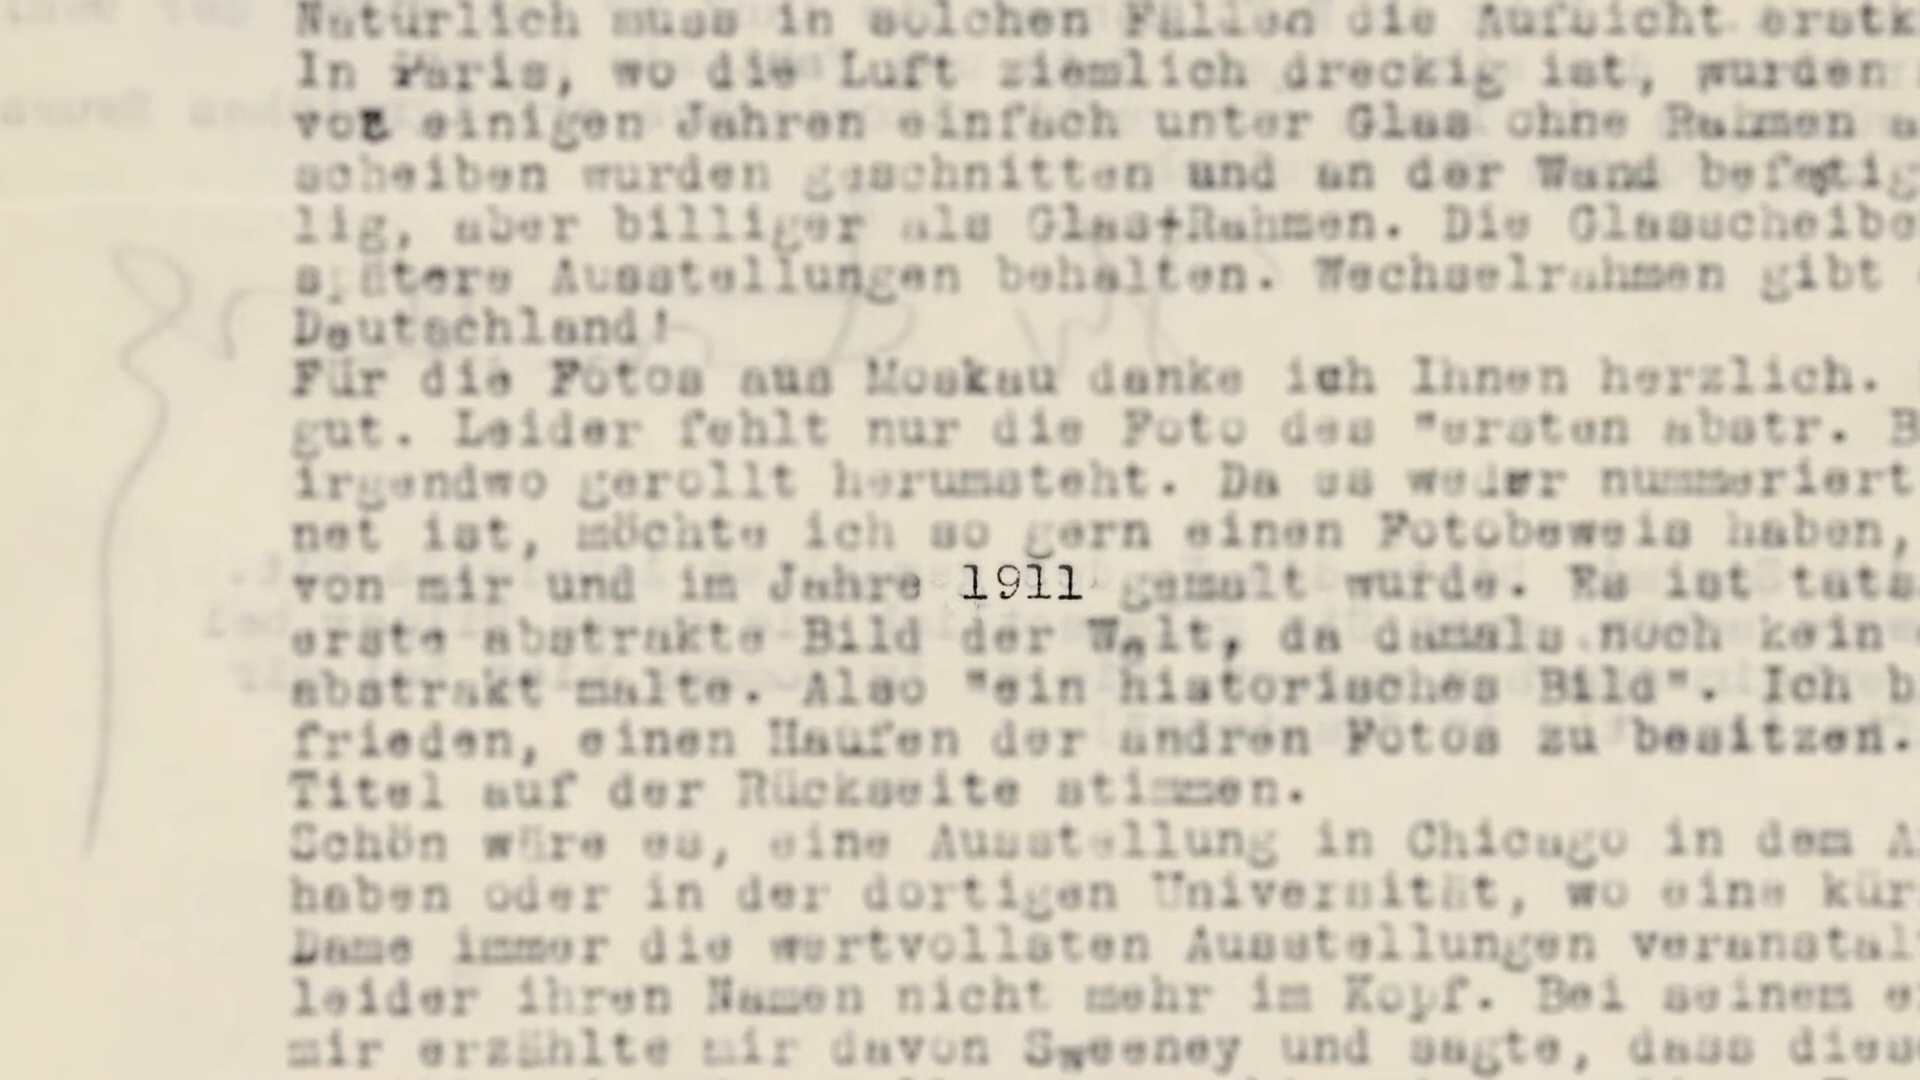 Natürlich muss in solchen Fällen die Aufsicht erstk
In Paris, wo die Luft ziemlich dreckig ist, wurden
vor einigen Jahren einfach unter Glas ohne Rahmen a
scheiben wurden geschnitten und an der Wand befestig
lig, aber billiger als Glas+Rahmen. Die Glasscheibe
spätere Ausstellungen behalten. Wechselrahmen gibt
Deutschland!
Für die Fotos aus Moskau danke ich Ihnen herzlich.
gut. Leider fehlt nur die Foto des "ersten abstr. B
irgendwo gerollt herumsteht. Da es weder nummeriert
net ist, möchte ich so gern einen Fotobeweis haben,
von mir und im Jahre 1911 gemalt wurde. Es ist tats
erste abstrakte Bild der Welt, da damals noch kein
abstrakt malte. Also "ein historisches Bild". Ich b
frieden, einen Haufen der andren Fotos zu besitzen.
Titel auf der Rückseite stimmen.
Schön wäre es, eine Ausstellung in Chicago in dem A
haben oder in der dortigen Universität, wo eine kür
Dame immer die wertvollsten Ausstellungen veranstal
leider ihren Namen nicht mehr im Kopf. Bei seinem e
mir erzählte mir davon Sweeney und sagte, dass diese